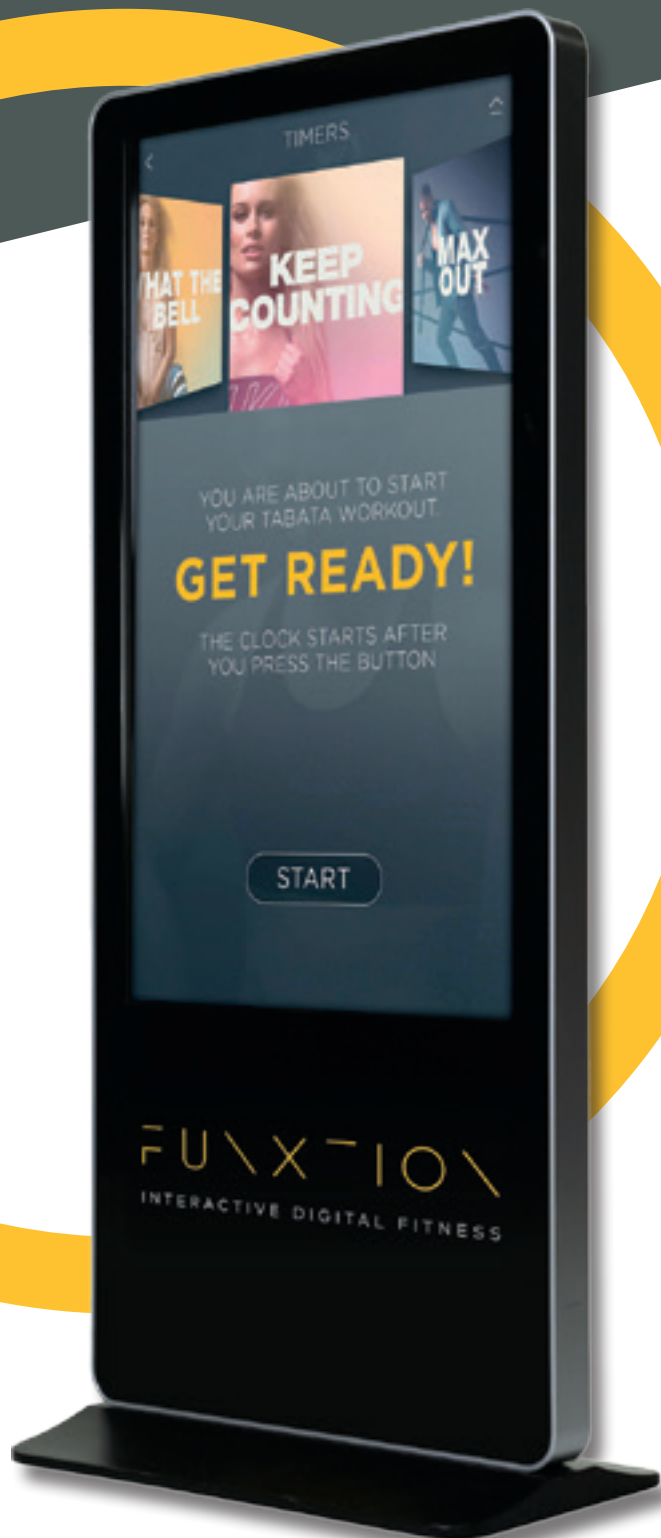 TIMERS
HAT THE
BELL
KEEP
COUNTING
MAX
OUT
YOU ARE ABOUT TO START
YOUR TABATA WORKOUT.
GET READY!
THE CLOCK STARTS AFTER
YOU PRESS THE BUTTON
START
FUNXTION
INTERACTIVE DIGITAL FITNESS